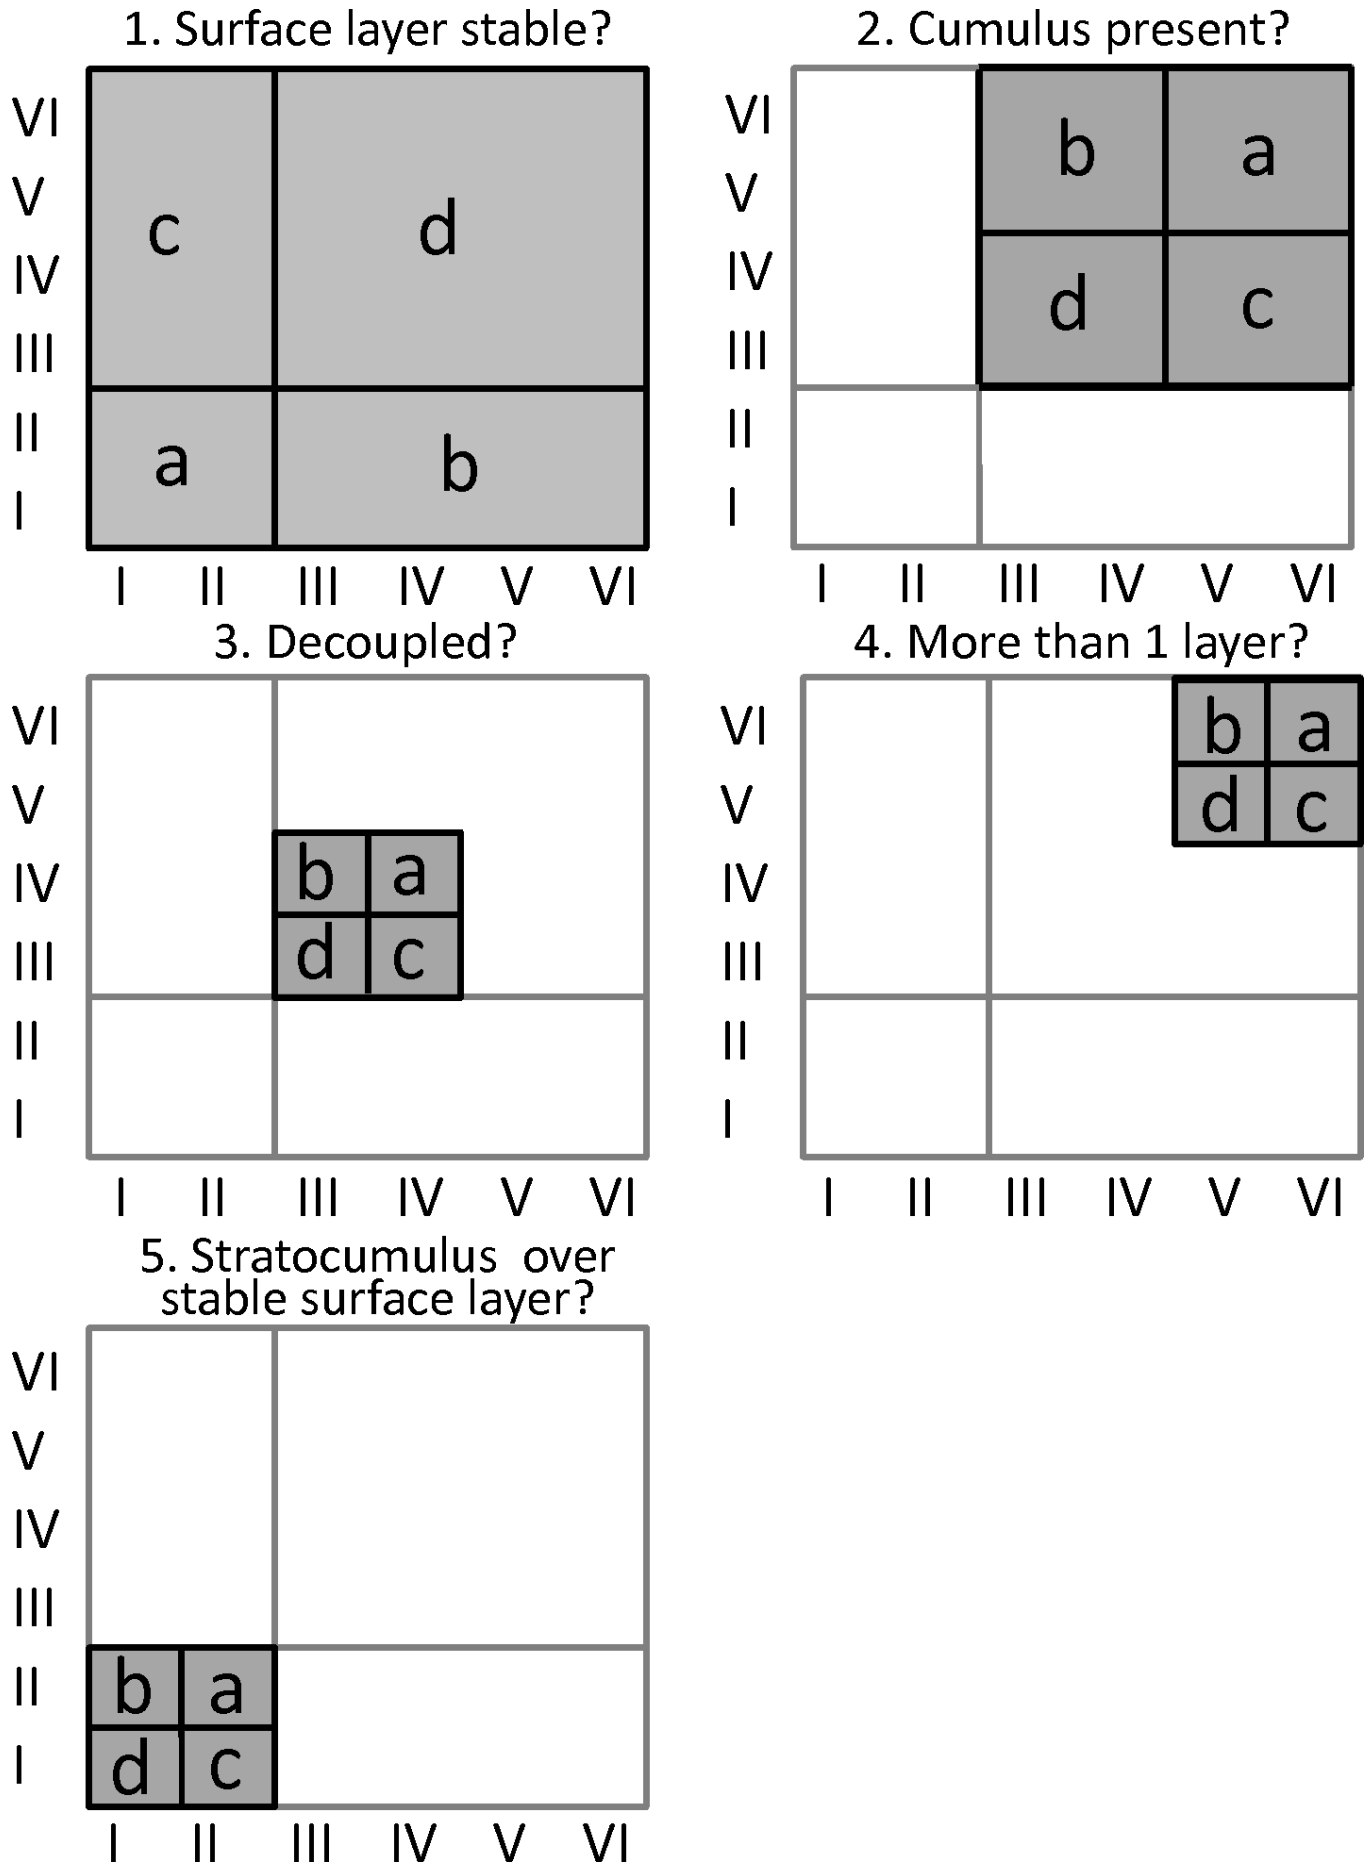 1. Surface layer stable?
VI
V
c
d
IV
III
II
a
b
I
I II III IV V VI
2. Cumulus present?
VI
b a
V
IV
d c
III
II
I
I II III IV V VI
3. Decoupled?
VI
V
IV b a
III d c
II
I
I II III IV V VI
4. More than 1 layer?
VI b a
V d c
IV
III
II
I
I II III IV V VI
5. Stratocumulus over
stable surface layer?
VI
V
IV
III
II b a
I d c
I II III IV V VI